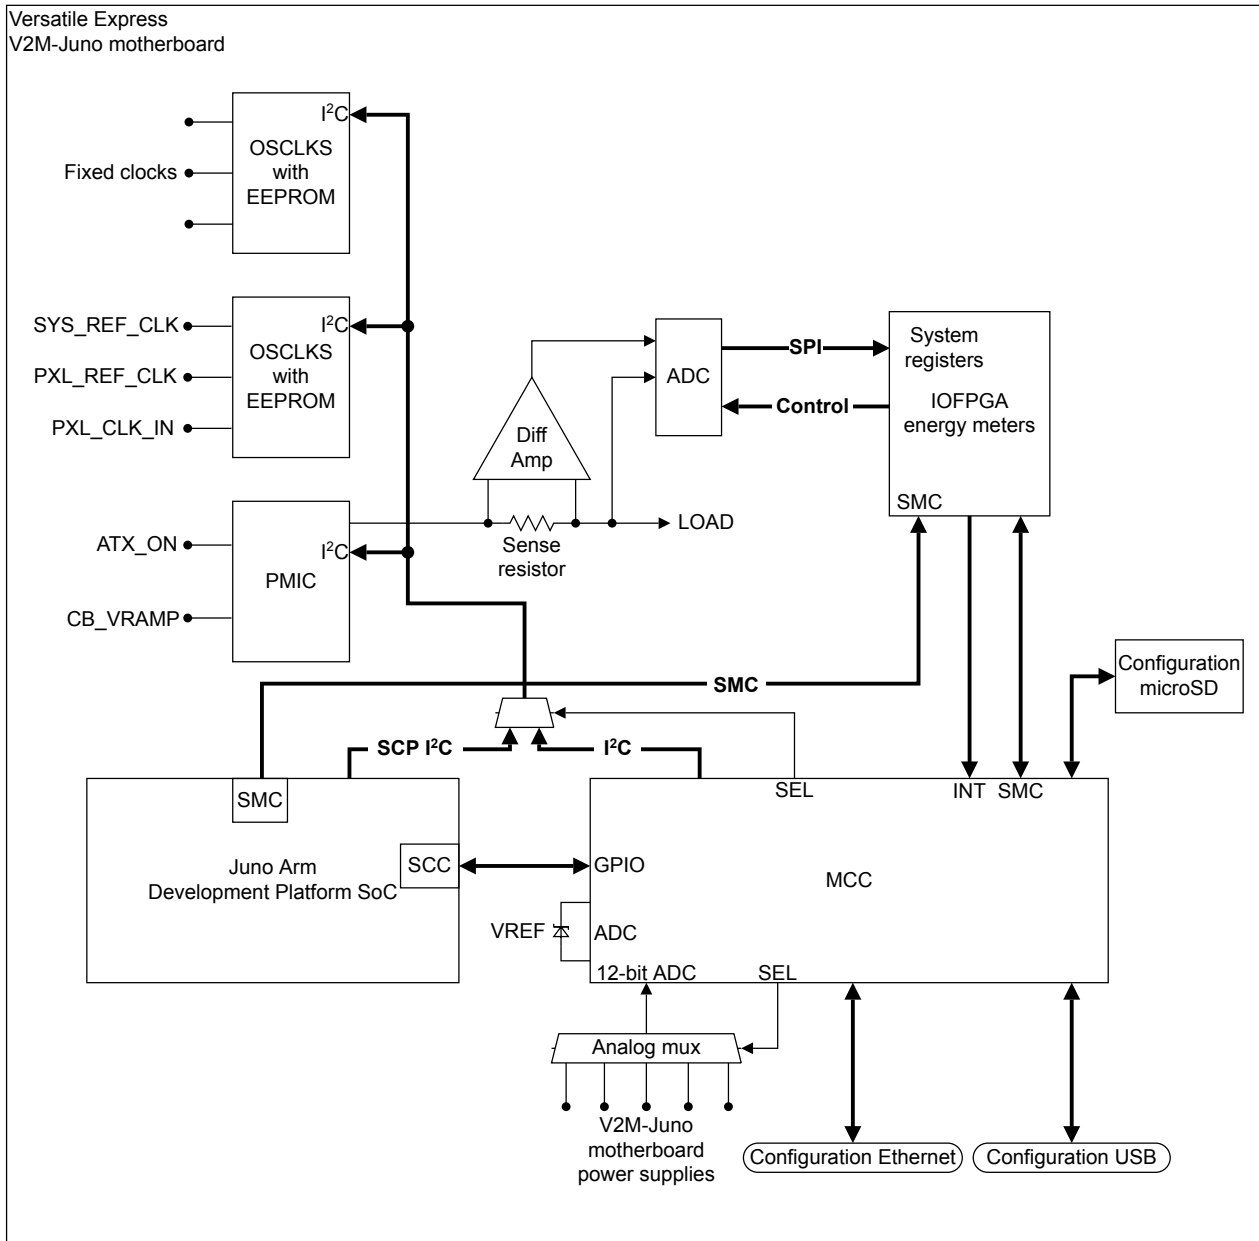 Versatile Express
V2M-Juno motherboard
I²C
OSCLKS
with
EEPROM
Fixed clocks
SYS_REF_CLK
I²C
OSCLKS
with
EEPROM
PXL_REF_CLK
PXL_CLK_IN
ADC
SPI
Control
System
registers
IOFPGA
energy meters
SMC
Diff
Amp
LOAD
Sense
resistor
ATX_ON
I²C
PMIC
CB_VRAMP
SMC
Configuration
microSD
SCP I²C
I²C
SMC
SCC
Juno Arm
Development Platform SoC
SEL
INT
SMC
GPIO
MCC
VREF
ADC
12-bit ADC
SEL
Analog mux
V2M-Juno
motherboard
power supplies
Configuration Ethernet
Configuration USB